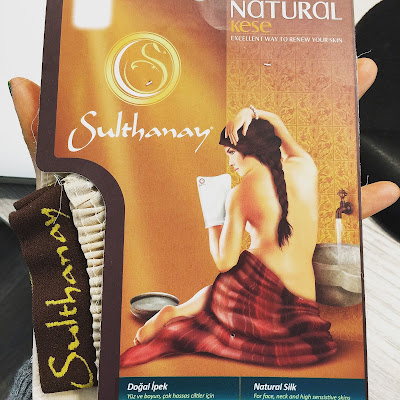 NATURAL
kese
EXCELLENT WAY TO RENEW YOUR SKIN
Sulthanay
Sulthanay
Doğal İpek
Yüz ve boyun, çok hassas ciltler için
Natural Silk
For face, neck and high sensiative skins